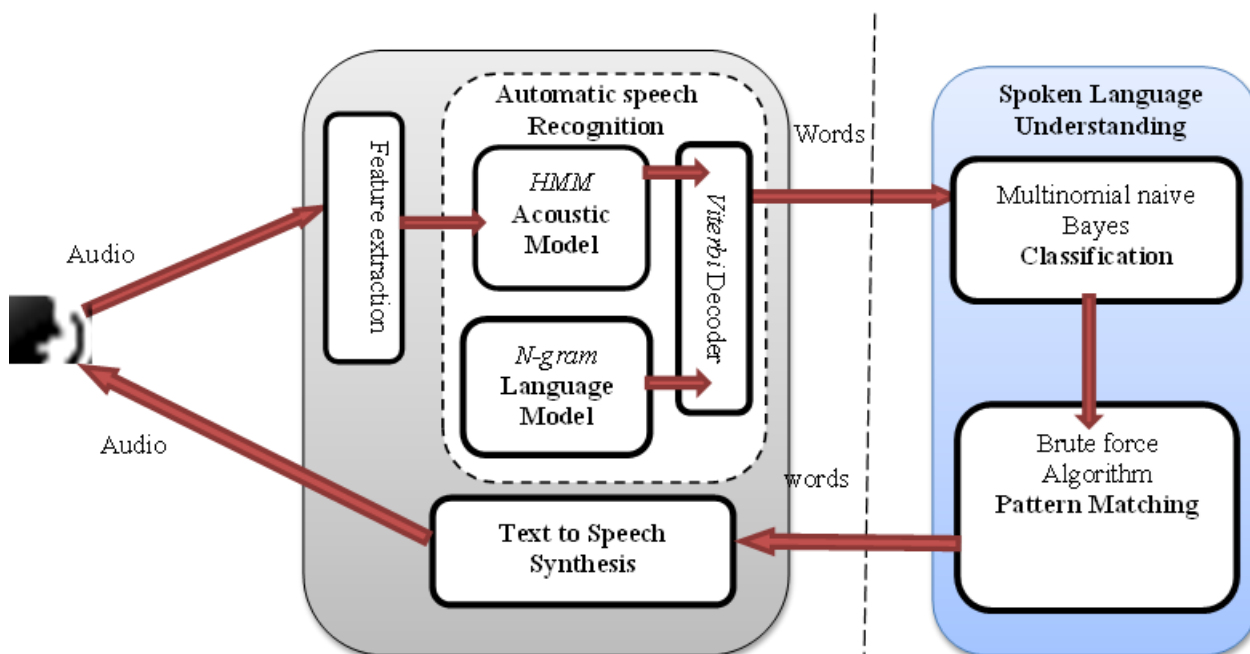 Audio
Feature extraction
Automatic speech
Recognition
HMM
Acoustic
Model
N-gram
Language
Model
Viterbi Decoder
Words
Spoken Language
Understanding
Multinomial naive
Bayes
Classification
Brute force
Algorithm
Pattern Matching
words
Text to Speech
Synthesis
Audio